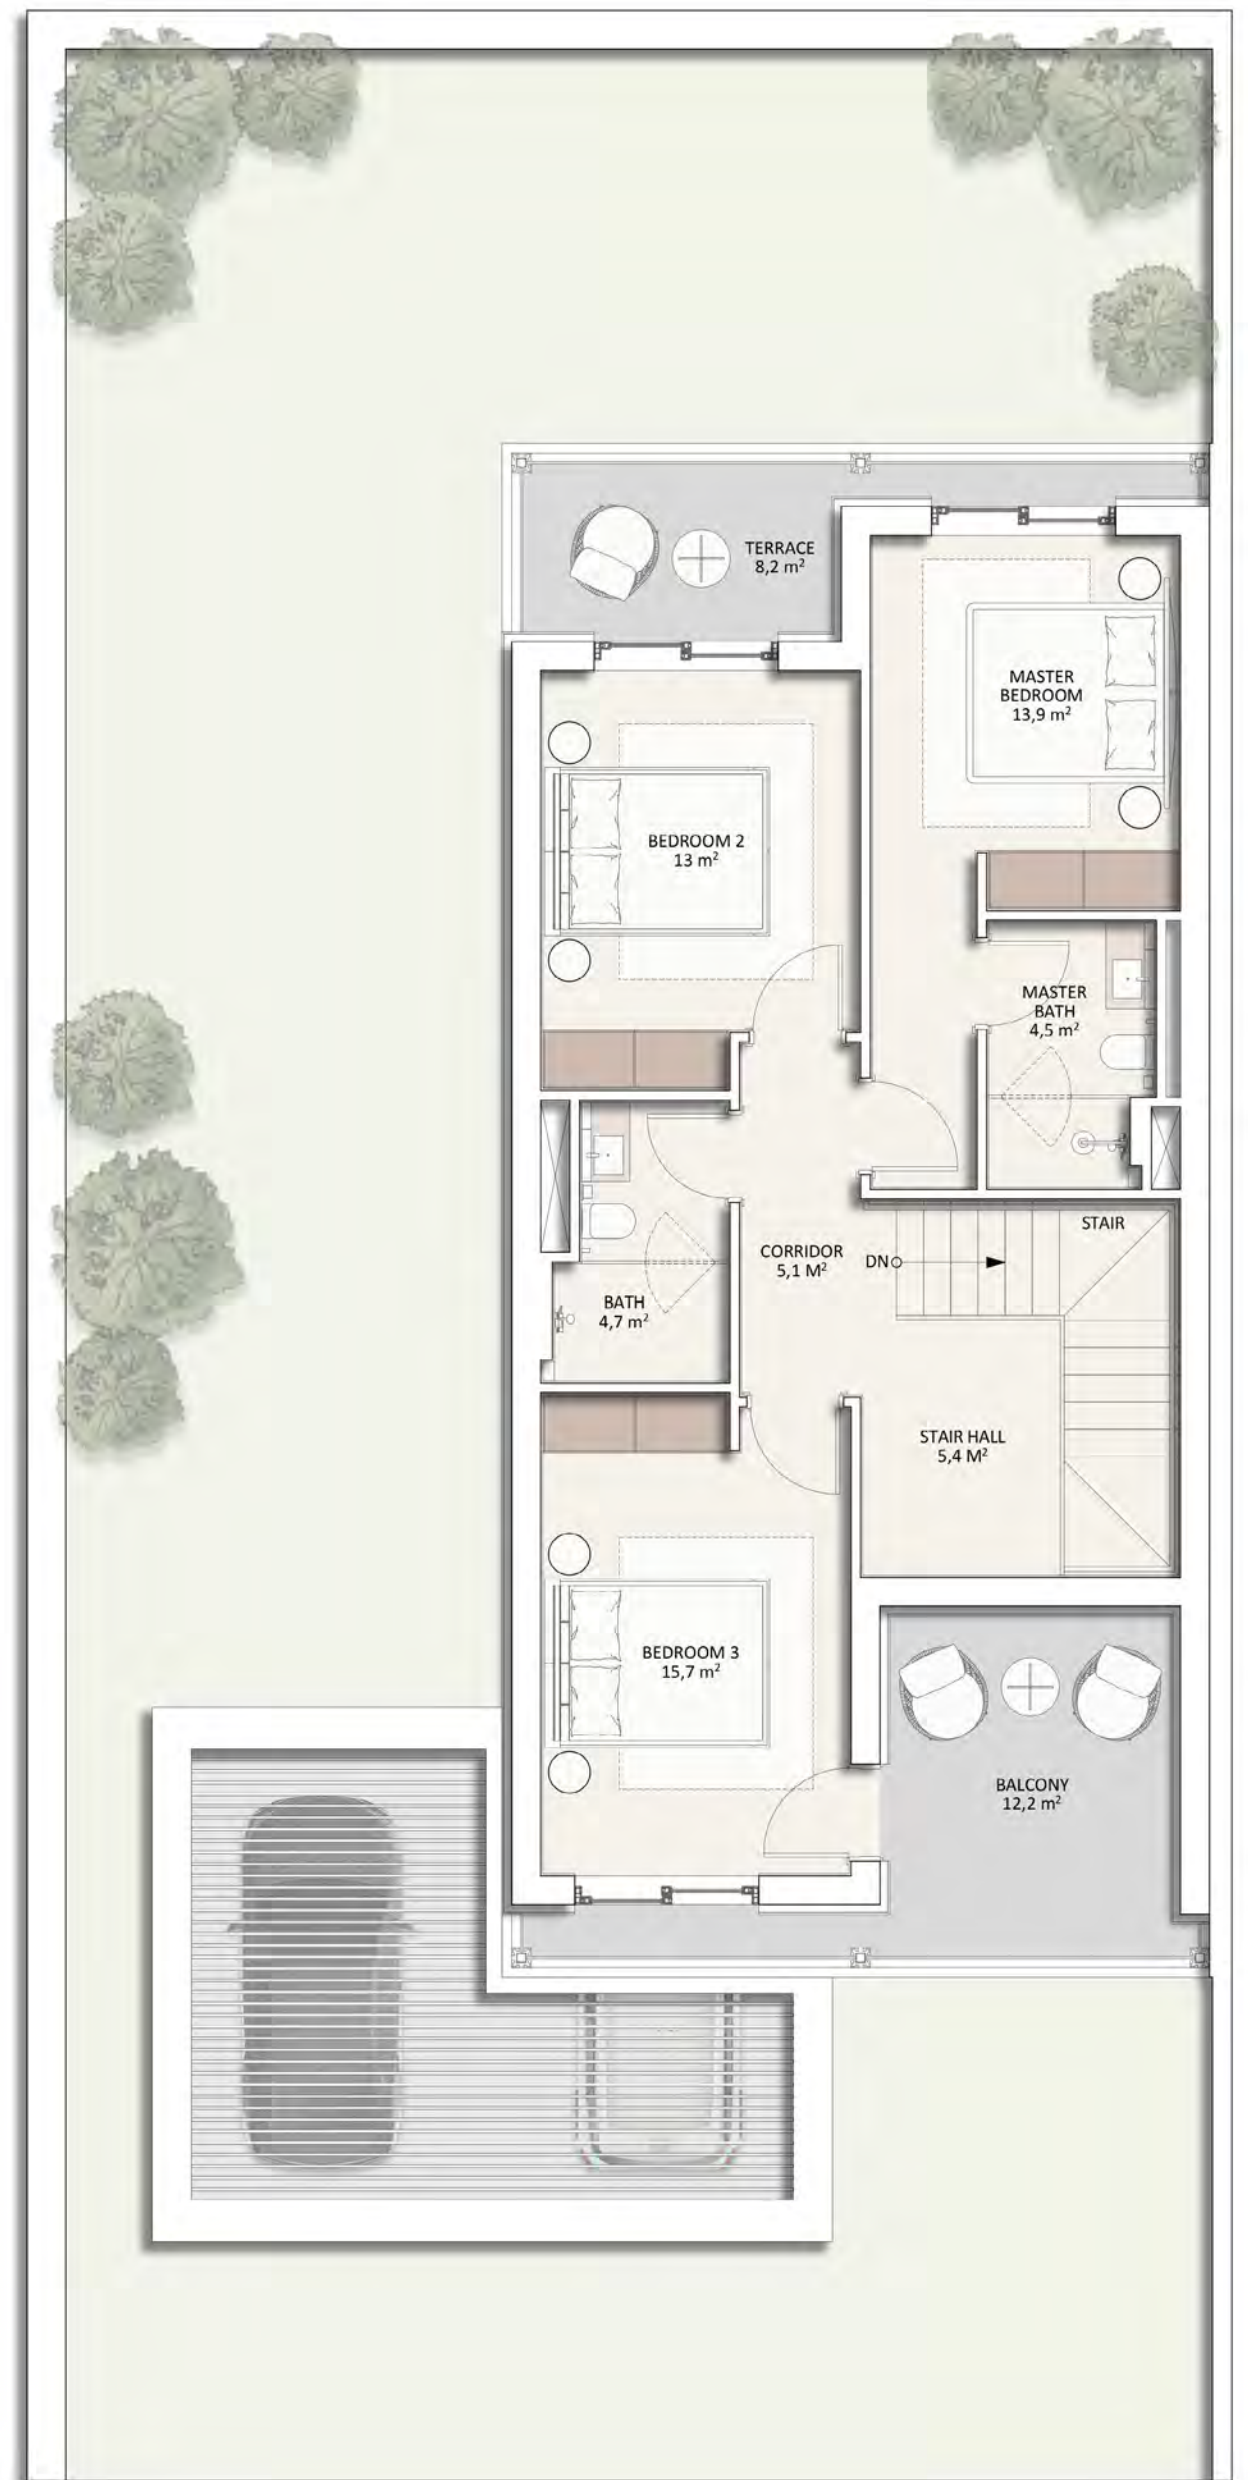 TERRACE
8,2 m²
MASTER
BEDROOM
13,9 m²
BEDROOM 2
13 m²
MASTER
BATH
4,5 m²
STAIR
CORRIDOR
5,1 M²
DN
BATH
4,7 m²
STAIR HALL
5,4 M²
BEDROOM 3
15,7 m²
BALCONY
12,2 m²